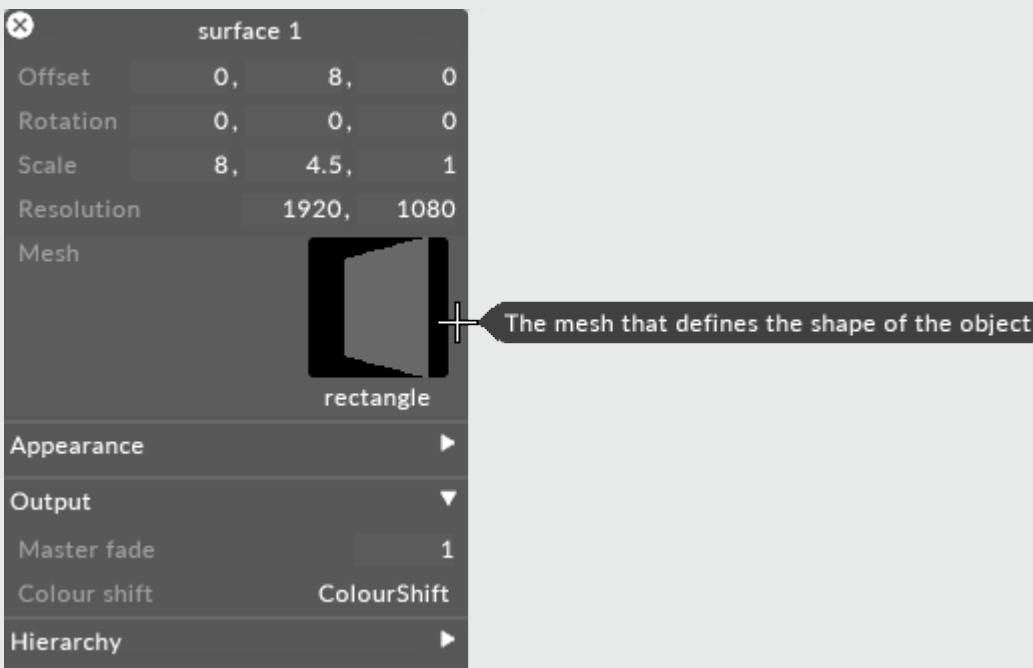 surface 1
Offset 0, 8, 0
Rotation 0, 0, 0
Scale 8, 4.5, 1
Resolution 1920, 1080
Mesh
The mesh that defines the shape of the object
rectangle
Appearance
Output
Master fade 1
Colour shift ColourShift
Hierarchy